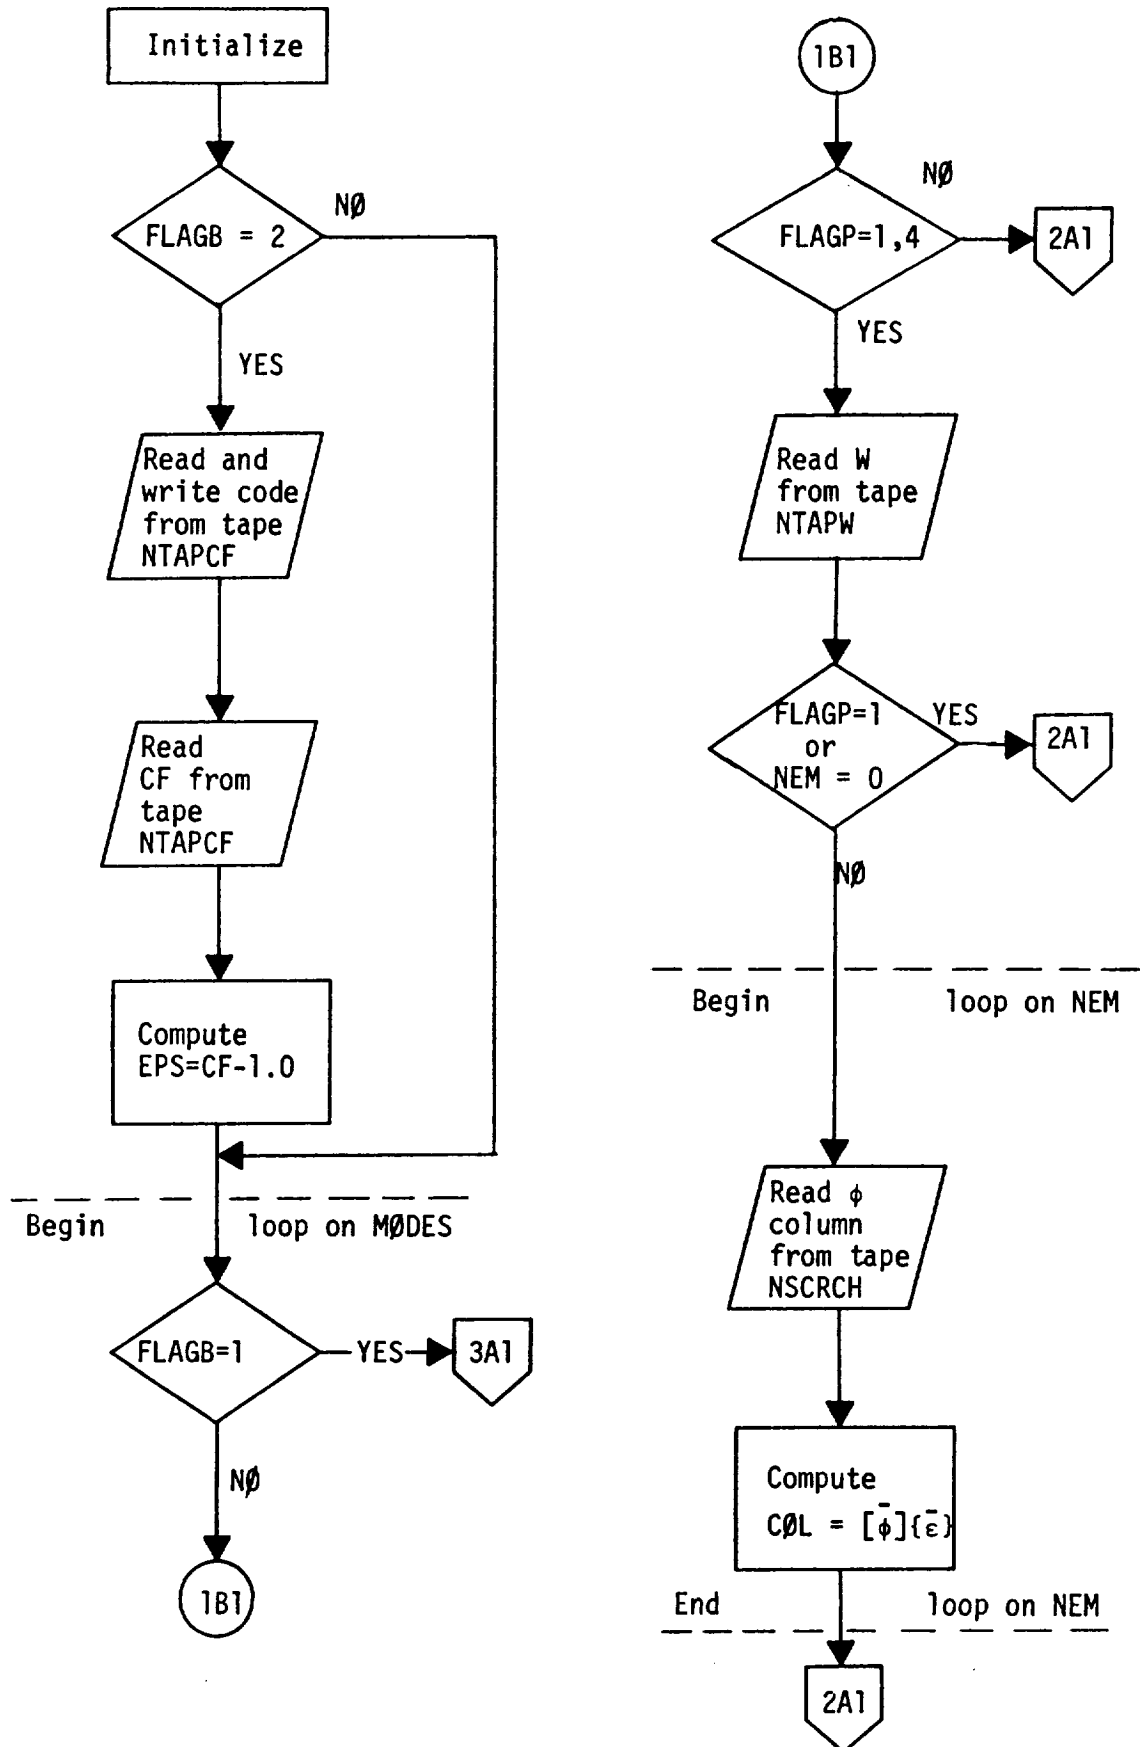 Initialize
FLAGB = 2
NØ
YES
Read and
write code
from tape
NTAPCF
Read
CF from
tape
NTAPCF
Compute
EPS=CF-1.0
Begin loop on MØDES
FLAGB=1
YES
3A1
NØ
1B1
1B1
FLAGP=1,4
NØ
2A1
YES
Read W
from tape
NTAPW
FLAGP=1
or
NEM = 0
YES
2A1
NØ
Begin loop on NEM
Read ϕ
column
from tape
NSCRCH
Compute
CØL = [ϕ̄]{ε̄}
End loop on NEM
2A1